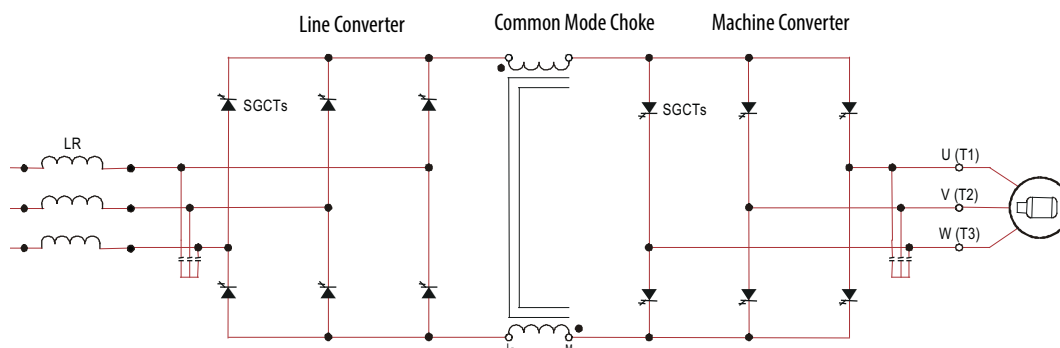 Line Converter
Common Mode Choke
Machine Converter
SGCTs
SGCTs
LR
U (T1)
V (T2)
W (T3)